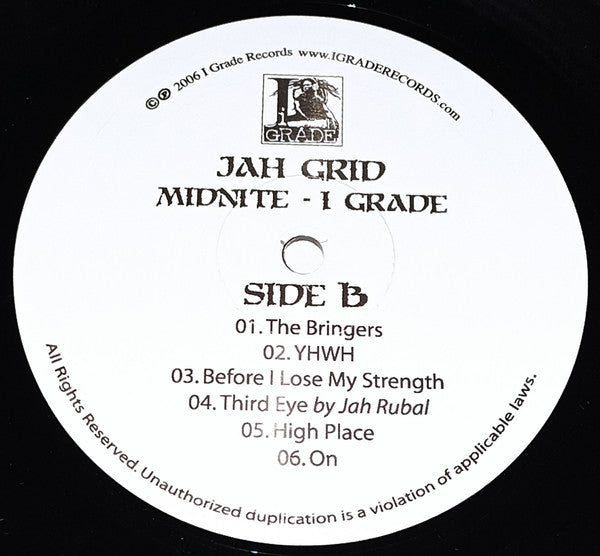 ©℗ 2006 I Grade Records www.IGRADERECORDS.com
I
GRADE
JAH GRID
MIDNITE - I GRADE
SIDE B
01. The Bringers
02. YHWH
03. Before I Lose My Strength
04. Third Eye by Jah Rubal
05. High Place
06. On
All Rights Reserved. Unauthorized duplication is a violation of applicable laws.